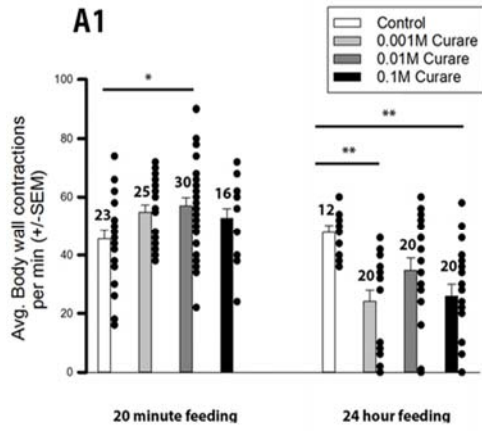 A1
Control
0.001M Curare
0.01M Curare
0.1M Curare
Avg. Body wall contractions
per min (+/-SEM)
100
80
60
40
20
0
*
**
**
23
25
30
16
12
20
20
20
20 minute feeding
24 hour feeding